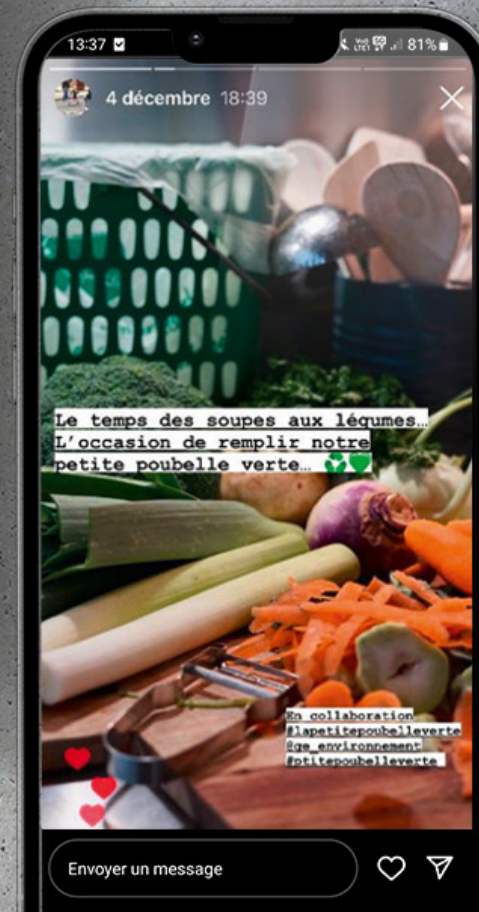 13:37
81%
4 décembre 18:39
Le temps des soupes aux légumes…
L'occasion de remplir notre
petite poubelle verte…
En collaboration
#lapetitepoubelleverte
@ge_environnement
#ptitepoubelleverte
Envoyer un message